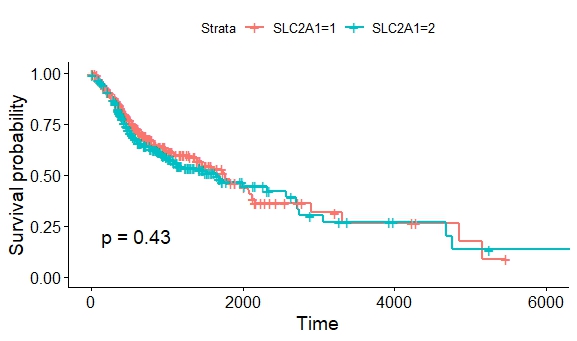 Strata SLC2A1=1 SLC2A1=2
Survival probability
1.00
0.75
0.50
0.25
0.00
p = 0.43
0 2000 4000 6000
Time